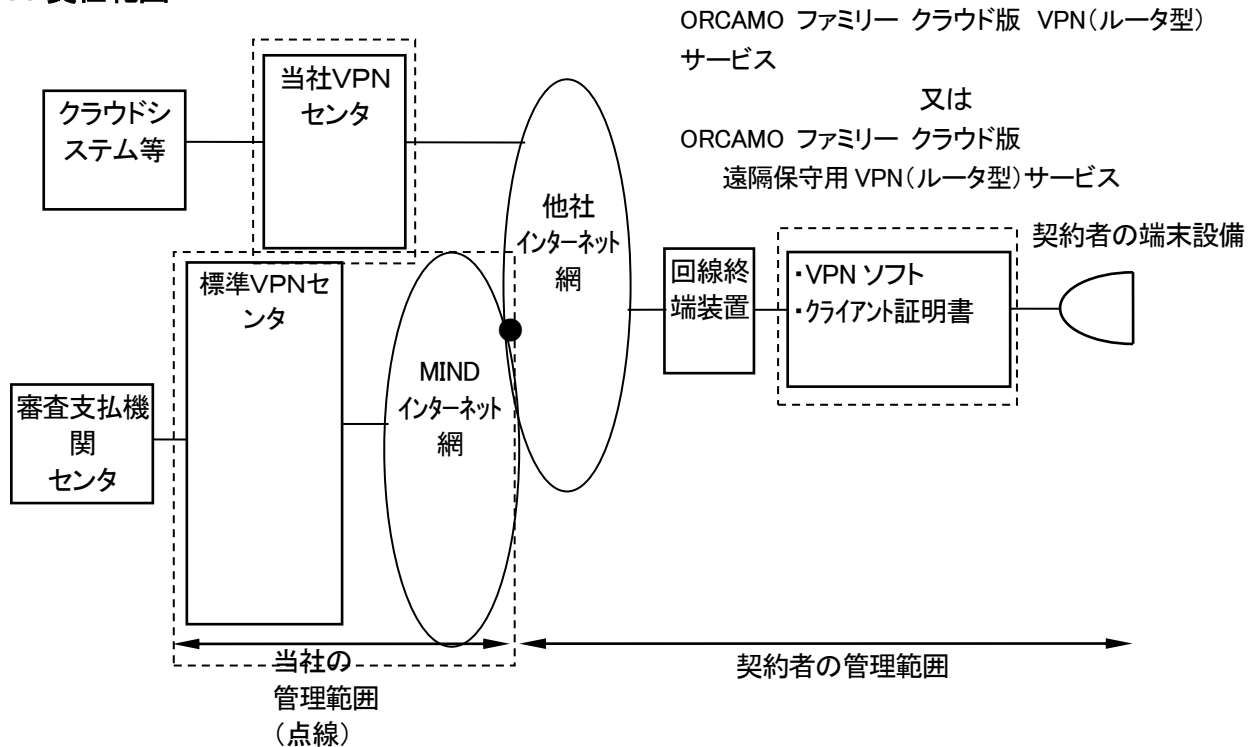 ORCAMO ファミリー クラウド版 VPN(ルータ型)
サービス
又は
ORCAMO ファミリー クラウド版
遠隔保守用 VPN(ルータ型)サービス
当社VPN
センタ
クラウドシ
ステム等
他社
インターネット
網
契約者の端末設備
回線終
端装置
・VPN ソフト
・クライアント証明書
標準VPNセ
ンタ
MIND
インターネット
網
審査支払機
関
センタ
当社の
管理範囲
(点線)
契約者の管理範囲